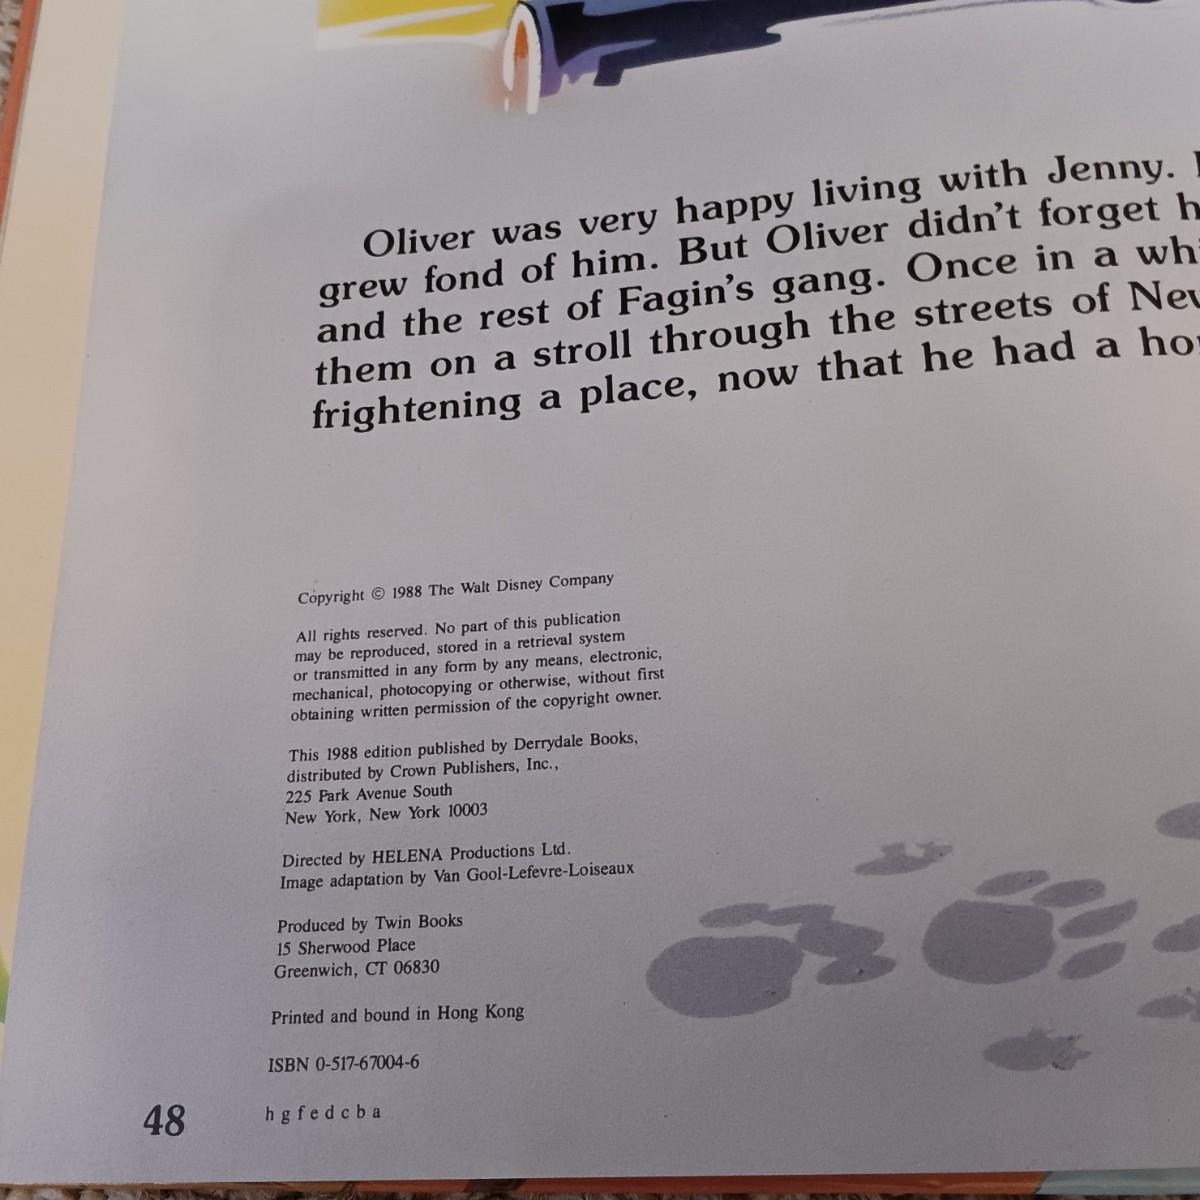 Oliver was very happy living with Jenny.
grew fond of him. But Oliver didn't forget
and the rest of Fagin's gang. Once in a
them on a stroll through the streets of
frightening a place, now that he had a
Copyright © 1988 The Walt Disney Company
All rights reserved. No part of this publication
may be reproduced, stored in a retrieval system
or transmitted in any form by any means, electronic,
mechanical, photocopying or otherwise, without first
obtaining written permission of the copyright owner.
This 1988 edition published by Derrydale Books,
distributed by Crown Publishers, Inc.,
225 Park Avenue South
New York, New York 10003
Directed by HELENA Productions Ltd.
Image adaptation by Van Gool-Lefevre-Loiseaux
Produced by Twin Books
15 Sherwood Place
Greenwich, CT 06830
Printed and bound in Hong Kong
ISBN 0-517-67004-6
h g f e d c b a
48